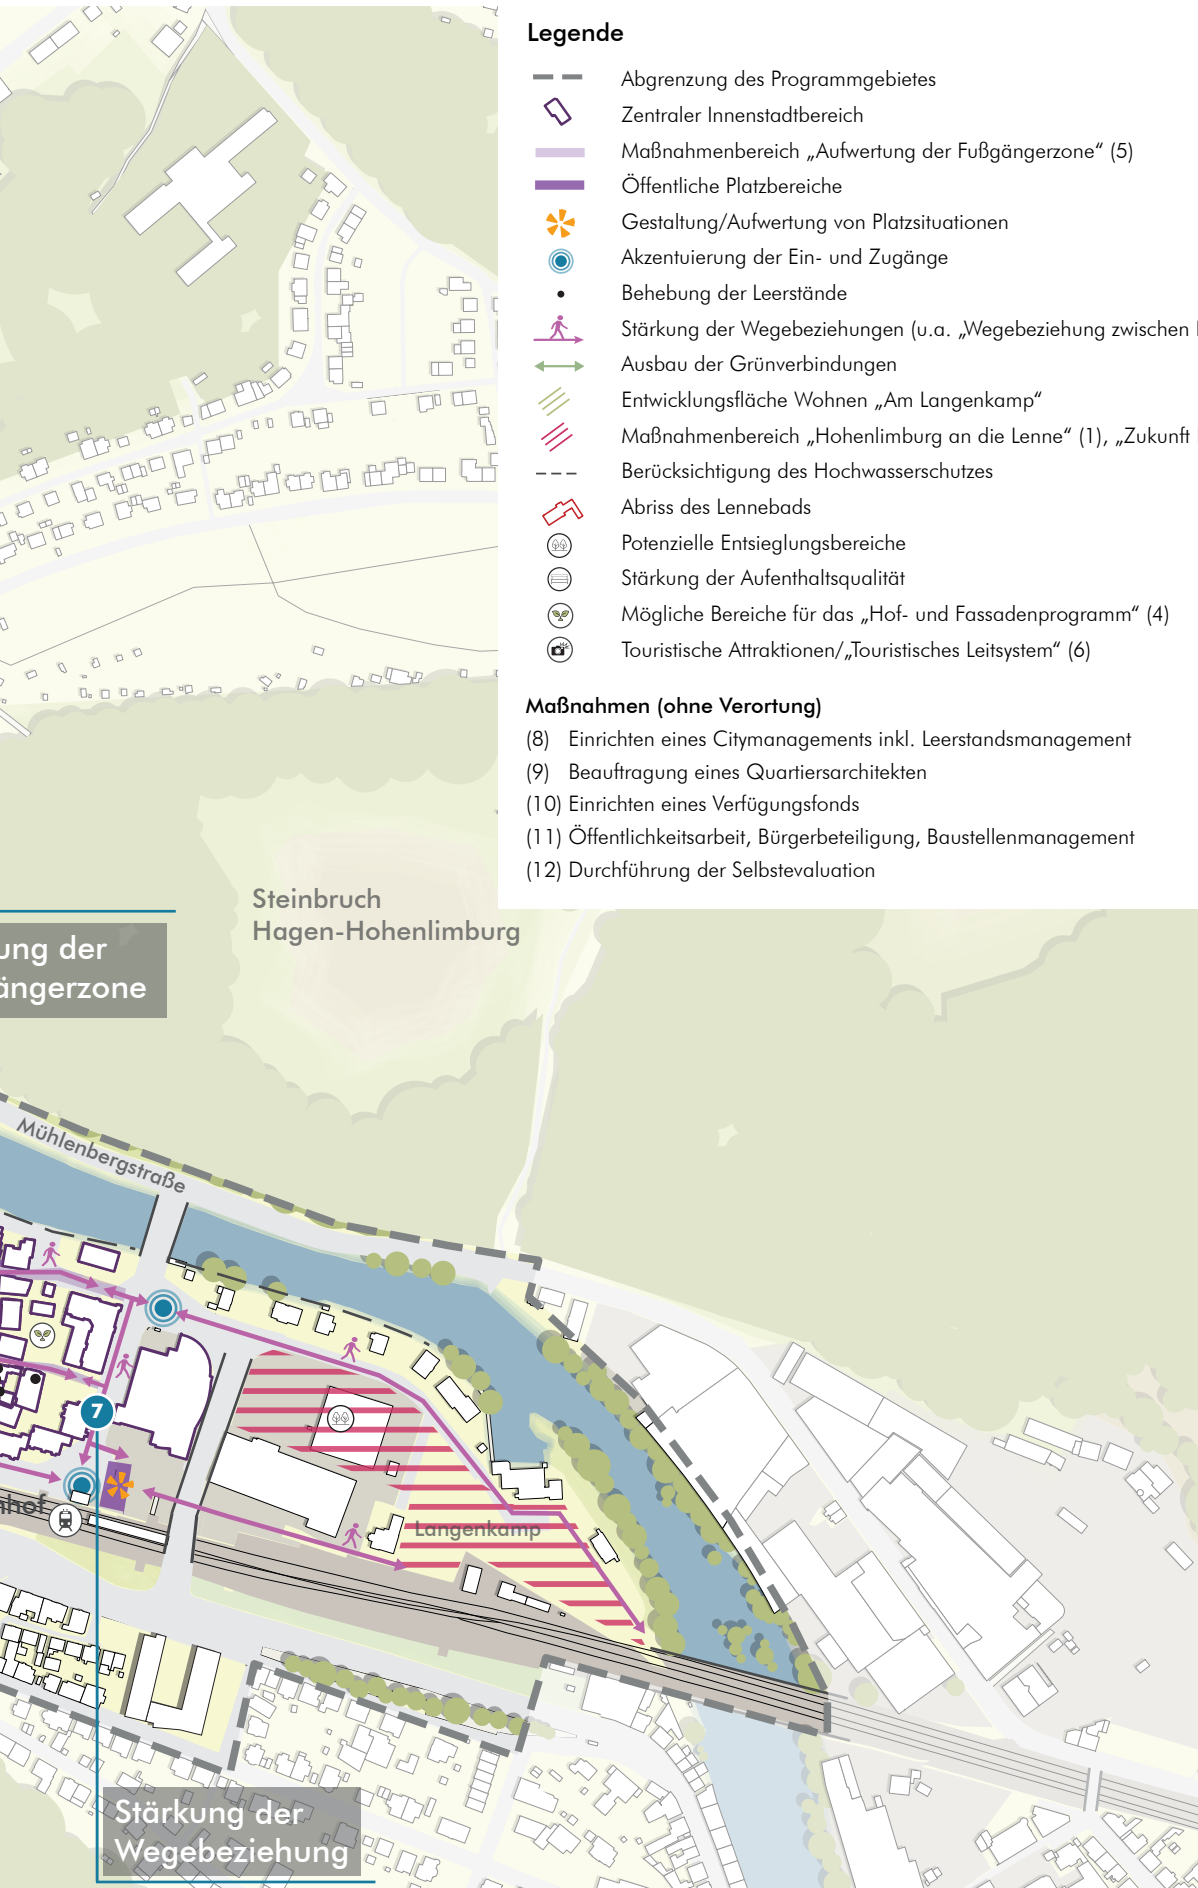 Legende
Abgrenzung des Programmgebietes
Zentraler Innenstadtbereich
Maßnahmenbereich „Aufwertung der Fußgängerzone“ (5)
Öffentliche Platzbereiche
Gestaltung/Aufwertung von Platzsituationen
Akzentuierung der Ein- und Zugänge
Behebung der Leerstände
Stärkung der Wegebeziehungen (u.a. „Wegebeziehung zwischen
Ausbau der Grünverbindungen
Entwicklungsfläche Wohnen „Am Langenkamp“
Maßnahmenbereich „Hohenlimburg an die Lenne“ (1), „Zukunft
Berücksichtigung des Hochwasserschutzes
Abriss des Lennebads
Potenzielle Entsieglungsbereiche
Stärkung der Aufenthaltsqualität
Mögliche Bereiche für das „Hof- und Fassadenprogramm“ (4)
Touristische Attraktionen/„Touristisches Leitsystem“ (6)
Maßnahmen (ohne Verortung)
(8) Einrichten eines Citymanagements inkl. Leerstandsmanagement
(9) Beauftragung eines Quartiersarchitekten
(10) Einrichten eines Verfügungsfonds
(11) Öffentlichkeitsarbeit, Bürgerbeteiligung, Baustellenmanagement
(12) Durchführung der Selbstevaluation
Steinbruch
Hagen-Hohenlimburg
ung der
ängerzone
Mühlenbergstraße
7
nhof
Langenkamp
Stärkung der
Wegebeziehung